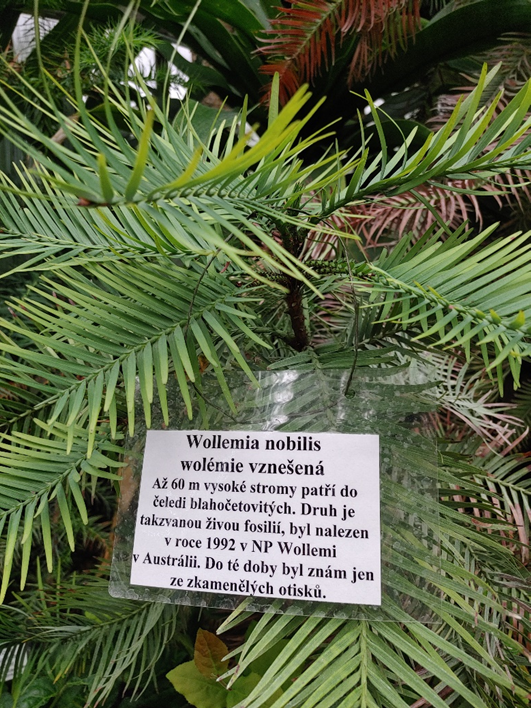 Wollemia nobilis
wolémie vznešená
Až 60 m vysoké stromy patří do
čeledi blahočetovitých. Druh je
takzvanou živou fosilií, byl nalezen
v roce 1992 v NP Wollemi
v Austrálii. Do té doby byl znám jen
ze zkamenělých otisků.